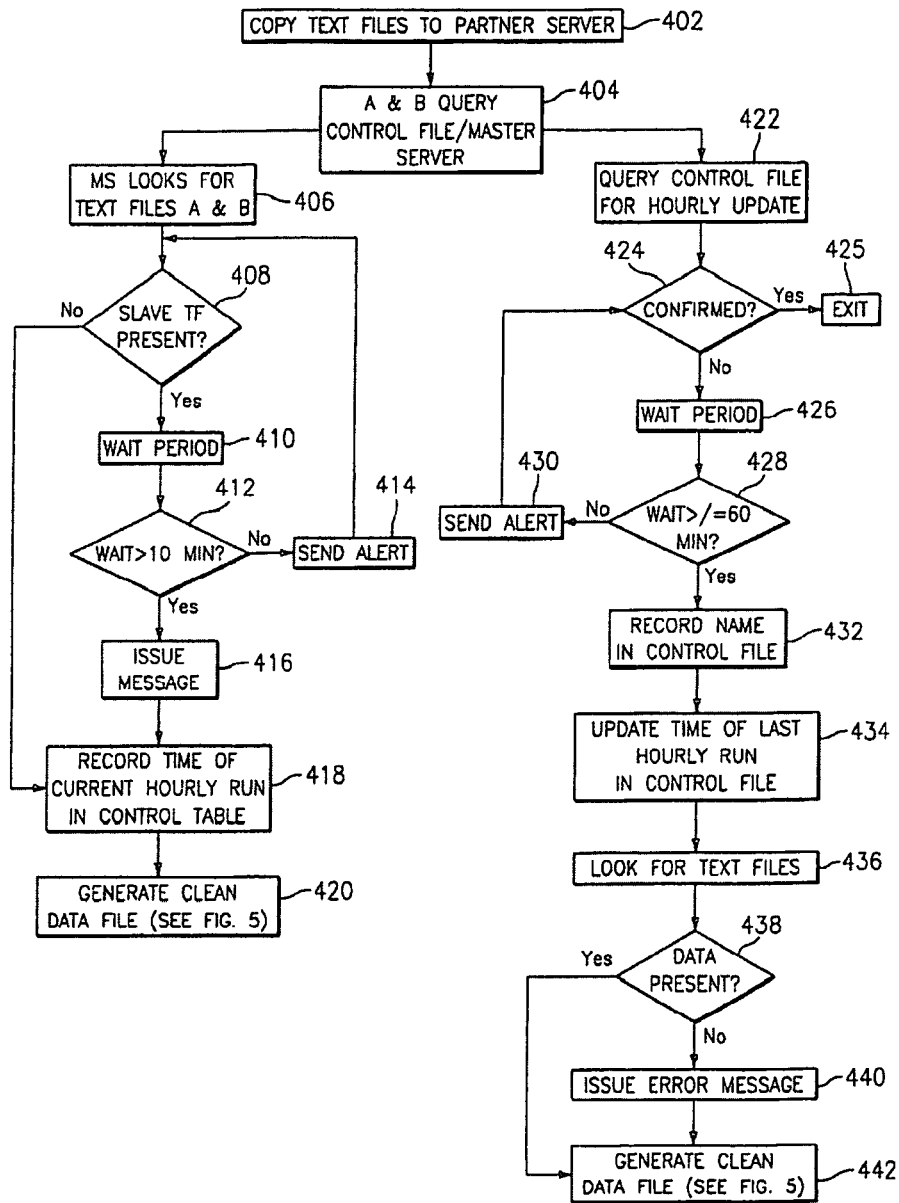 COPY TEXT FILES TO PARTNER SERVER
402
A & B QUERY
CONTROL FILE/MASTER
SERVER
404
MS LOOKS FOR
TEXT FILES A & B
406
SLAVE TF
PRESENT?
408
No
Yes
WAIT PERIOD
410
WAIT>10 MIN?
412
No
SEND ALERT
414
Yes
ISSUE
MESSAGE
416
RECORD TIME OF
CURRENT HOURLY RUN
IN CONTROL TABLE
418
GENERATE CLEAN
DATA FILE (SEE FIG. 5)
420
422
QUERY CONTROL FILE
FOR HOURLY UPDATE
424
CONFIRMED?
Yes
425
EXIT
No
WAIT PERIOD
426
428
WAIT>/=60
MIN?
No
430
SEND ALERT
Yes
RECORD NAME
IN CONTROL FILE
432
UPDATE TIME OF LAST
HOURLY RUN
IN CONTROL FILE
434
LOOK FOR TEXT FILES
436
438
DATA
PRESENT?
Yes
No
ISSUE ERROR MESSAGE
440
GENERATE CLEAN
DATA FILE (SEE FIG. 5)
442